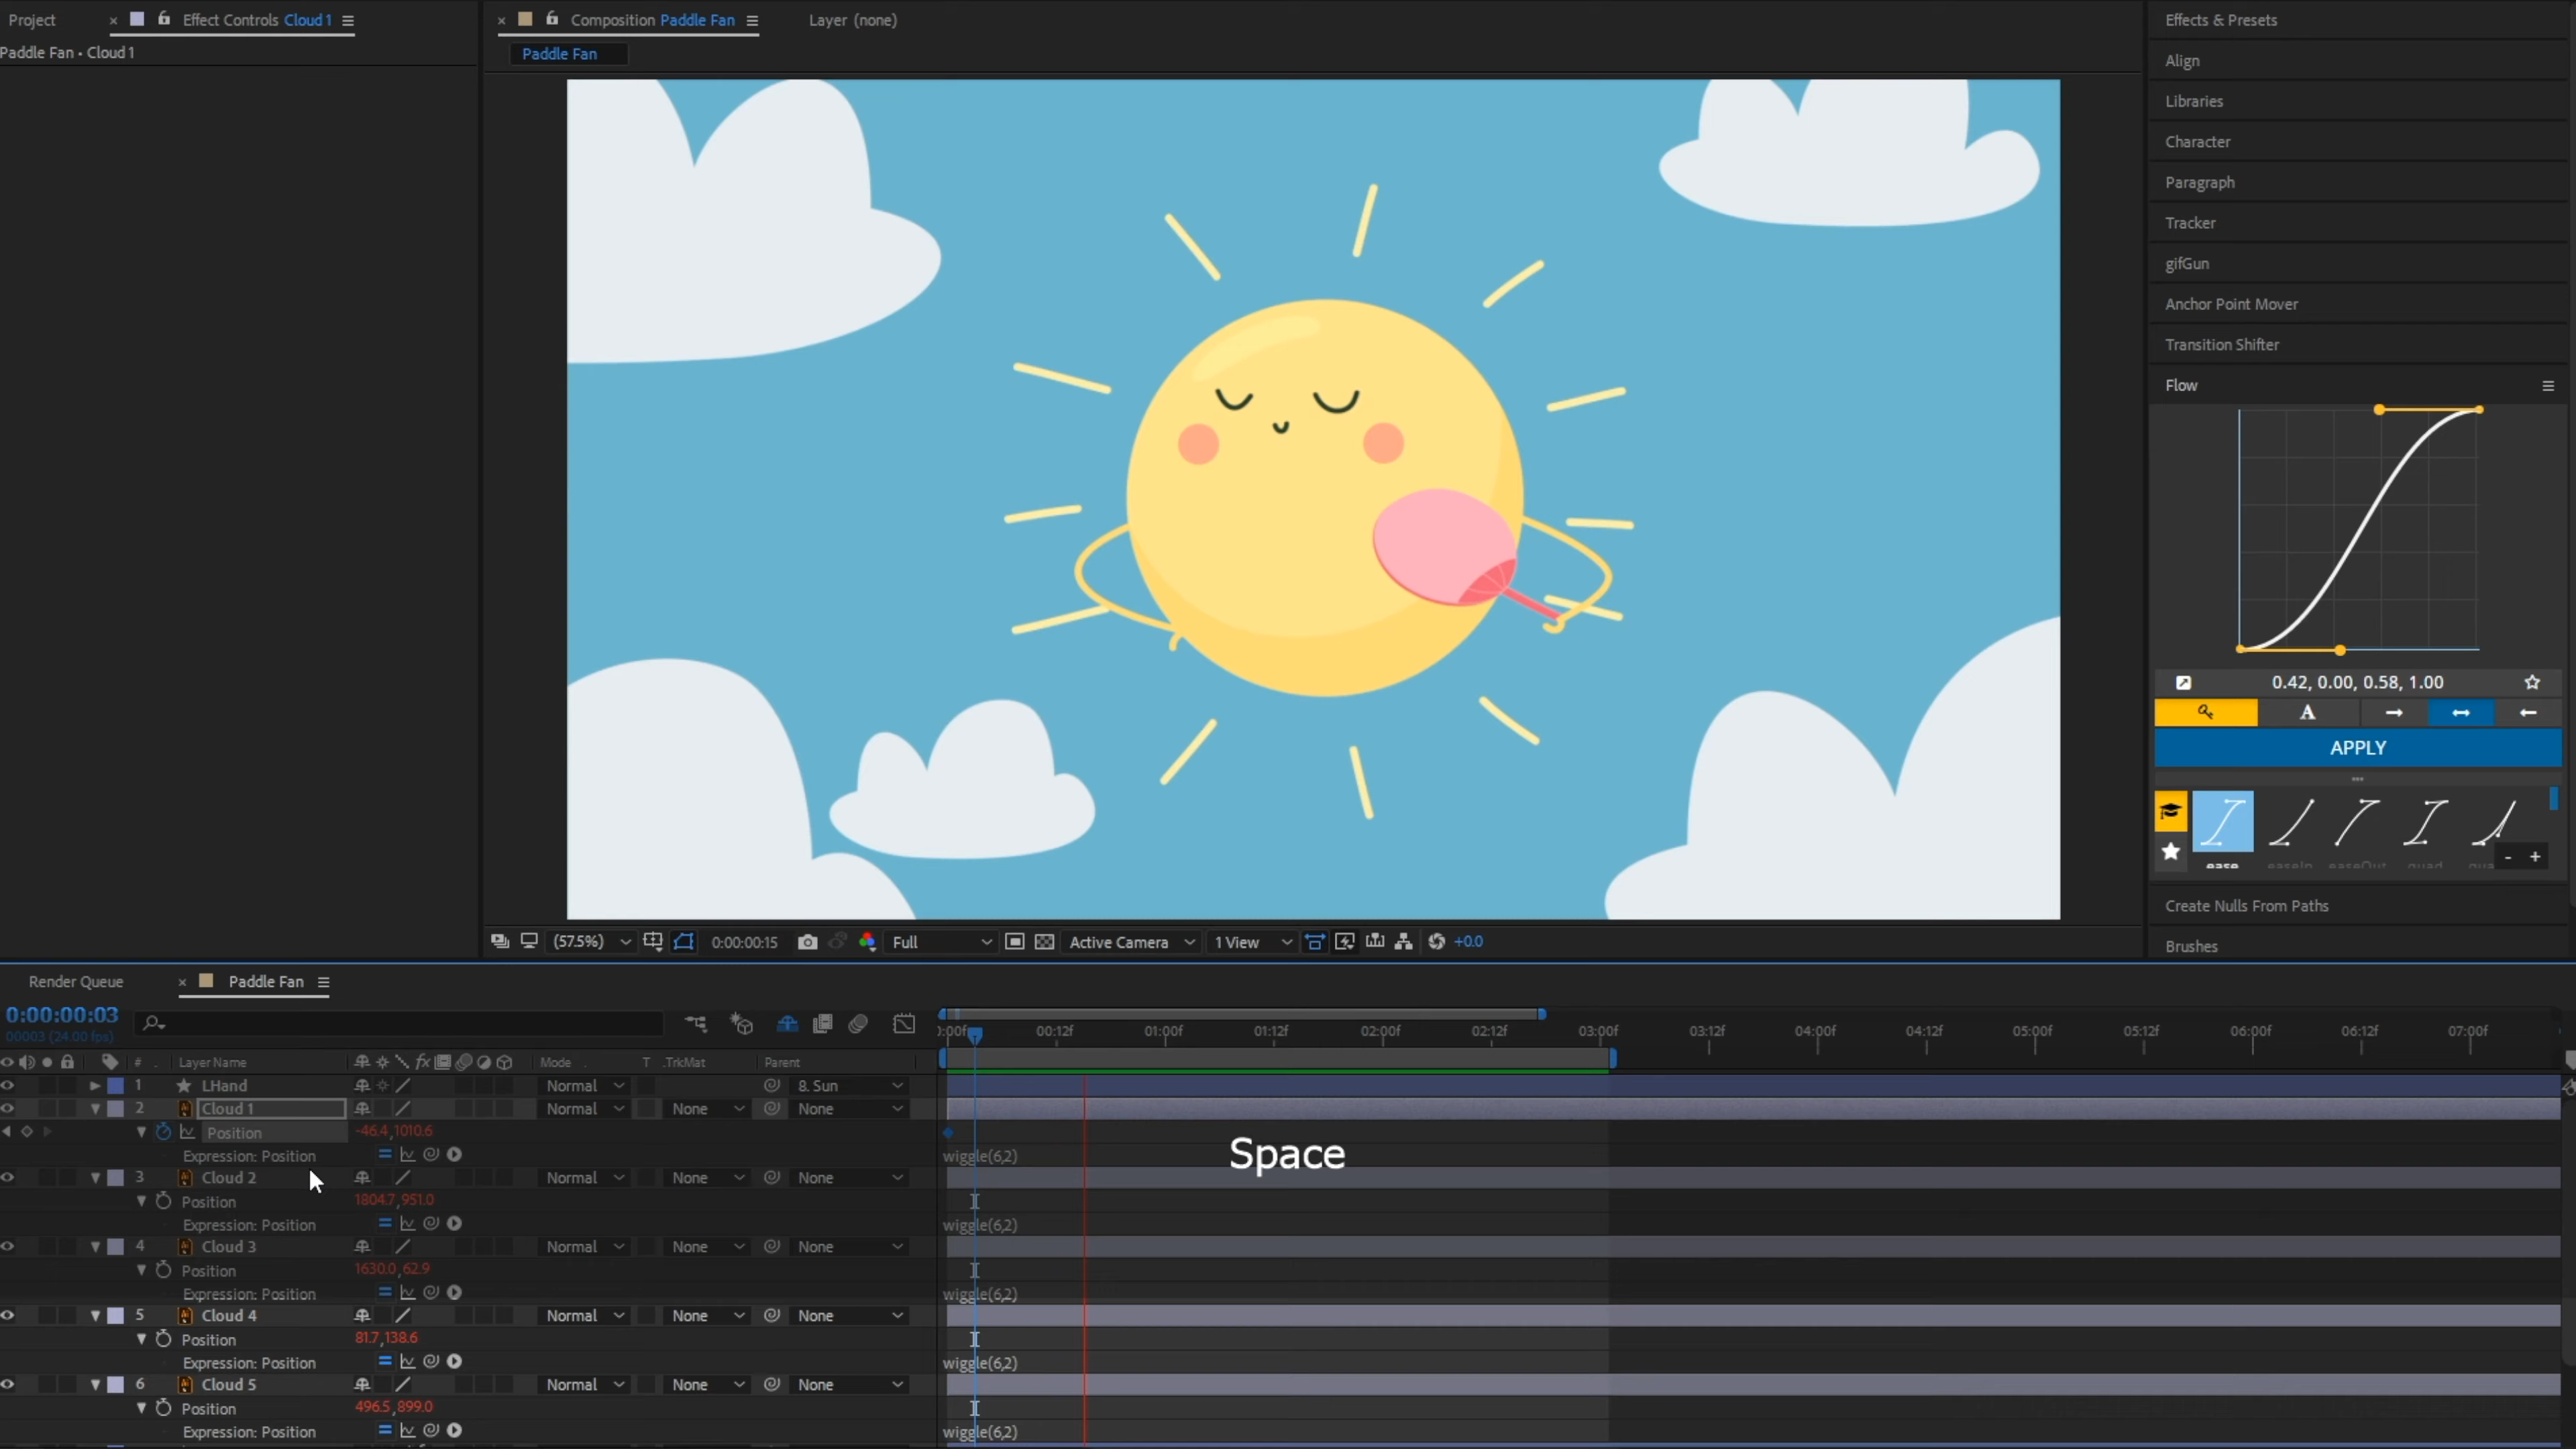 Project
Effect Controls Cloud 1
Paddle Fan • Cloud 1
Composition Paddle Fan
Layer (none)
Paddle Fan
Effects & Presets
Align
Libraries
Character
Paragraph
Tracker
gifGun
Anchor Point Mover
Transition Shifter
Flow
0.42, 0.00, 0.58, 1.00
A
APPLY
ease easeIn easeOut quad
- +
Create Nulls From Paths
Brushes
(57.5%) 0:00:00:15 Full Active Camera 1 View +0.0
Render Queue
Paddle Fan
0:00:00:03
00003 (24.00 fps)
00f 00:12f 01:00f 01:12f 02:00f 02:12f 03:00f 03:12f 04:00f 04:12f 05:00f 05:12f 06:00f 06:12f 07:00f
# Layer Name fx Mode T .TrkMat Parent
1 LHand Normal 8. Sun
2 Cloud 1 Normal None None
Position -46.4,1010.6
Expression: Position wiggle(6,2)
Space
3 Cloud 2 Normal None None
Position 1804.7,951.0
Expression: Position wiggle(6,2)
4 Cloud 3 Normal None None
Position 1630.0,62.9
Expression: Position wiggle(6,2)
5 Cloud 4 Normal None None
Position 81.7,138.6
Expression: Position wiggle(6,2)
6 Cloud 5 Normal None None
Position 496.5,899.0
Expression: Position wiggle(6,2)